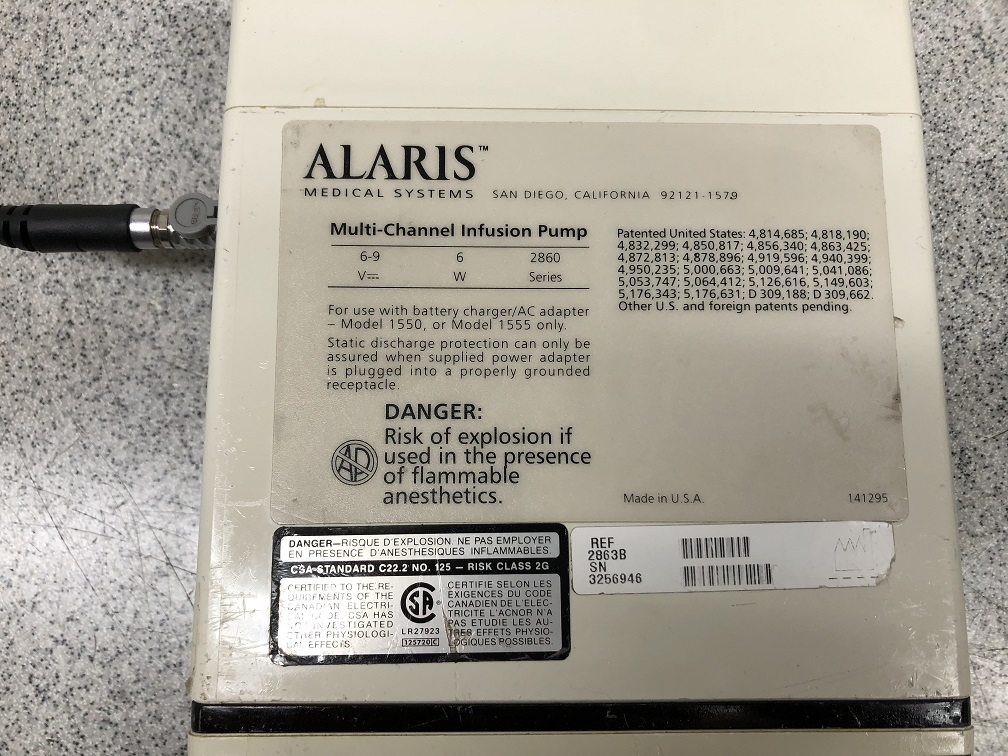 ALARIS™
MEDICAL SYSTEMS SAN DIEGO, CALIFORNIA 92121-1579
Multi-Channel Infusion Pump
6-9 6 2860
V⎓ W Series
For use with battery charger/AC adapter
– Model 1550, or Model 1555 only.
Static discharge protection can only be
assured when supplied power adapter
is plugged into a properly grounded
receptacle.
DANGER:
Risk of explosion if
used in the presence
of flammable
anesthetics.
Patented United States: 4,814,685; 4,818,190;
4,832,299; 4,850,817; 4,856,340; 4,863,425;
4,872,813; 4,878,896; 4,919,596; 4,940,399;
4,950,235; 5,000,663; 5,009,641; 5,041,086;
5,053,747; 5,064,412; 5,126,616; 5,149,603;
5,176,343; 5,176,631; D 309,188; D 309,662.
Other U.S. and foreign patents pending.
Made in U.S.A. 141295
DANGER—RISQUE D'EXPLOSION. NE PAS EMPLOYER
EN PRESENCE D'ANESTHESIQUES INFLAMMABLES.
CSA STANDARD C22.2 NO. 125 — RISK CLASS 2G
CERTIFIED TO THE RE-
QUIREMENTS OF THE
CANADIAN ELECTRI-
CAL CODE CSA HAS
NOT INVESTIGATED
OTHER PHYSIOLOGI-
CAL EFFECTS.
SA
LR27923
125720 C
CERTIFIE SELON LES
EXIGENCES DU CODE
CANADIEN DE L'ELEC-
TRICITE L'ACNOR N'A
PAS ETUDIE LES AU-
TRES EFFETS PHYSIO-
LOGIQUES POSSIBLES.
REF
2863B
SN
3256946